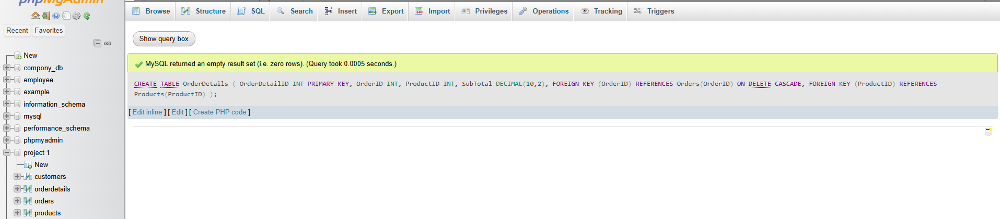 phpMyAdmin
Recent Favorites
New
compony_db
employee
example
information_schema
mysql
performance_schema
phpmyadmin
project 1
New
customers
orderdetails
orders
products
Browse Structure SQL Search Insert Export Import Privileges Operations Tracking Triggers
Show query box
MySQL returned an empty result set (i.e. zero rows). (Query took 0.0005 seconds.)
CREATE TABLE OrderDetails ( OrderDetailID INT PRIMARY KEY, OrderID INT, ProductID INT, SubTotal DECIMAL(10,2), FOREIGN KEY (OrderID) REFERENCES Orders(OrderID) ON DELETE CASCADE, FOREIGN KEY (ProductID) REFERENCES
Products(ProductID) );
[ Edit inline ] [ Edit ] [ Create PHP code ]